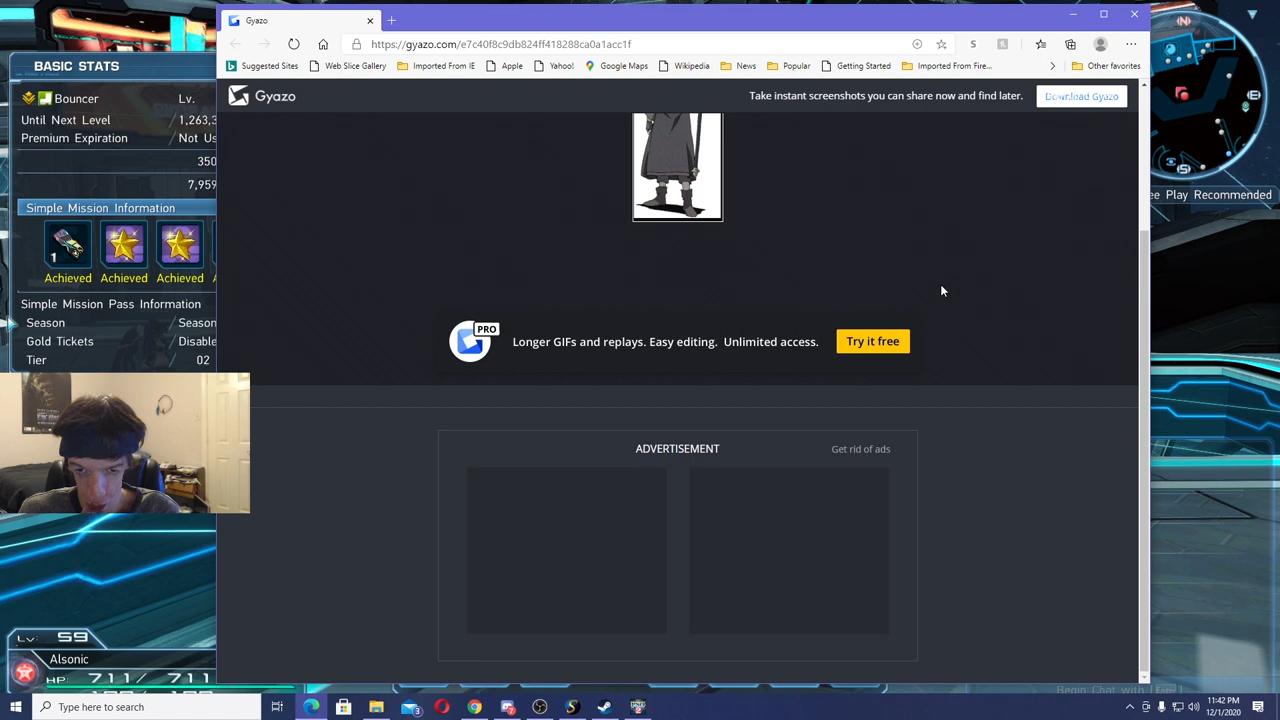 Gyazo
https://gyazo.com/e7c40f8c9db824ff418288ca0a1acc1f
Suggested Sites
Web Slice Gallery
Imported From IE
Apple
Yahoo!
Google Maps
Wikipedia
News
Popular
Getting Started
Imported From Fire...
Other favorites
Gyazo
Take instant screenshots you can share now and find later.
Download Gyazo
BASIC STATS
Bouncer Lv.
Until Next Level 1,263,3
Premium Expiration Not Us
350
7,959
Simple Mission Information
1
Achieved Achieved Achieved
Simple Mission Pass Information
Season Season
Gold Tickets Disable
Tier 02
N
E
S
ee Play Recommended
PRO
Longer GIFs and replays. Easy editing. Unlimited access.
Try it free
ADVERTISEMENT
Get rid of ads
Lv. 59
Alsonic
HP: 711/ 711
Begin Chat with
Type here to search
3
11:42 PM
12/1/2020